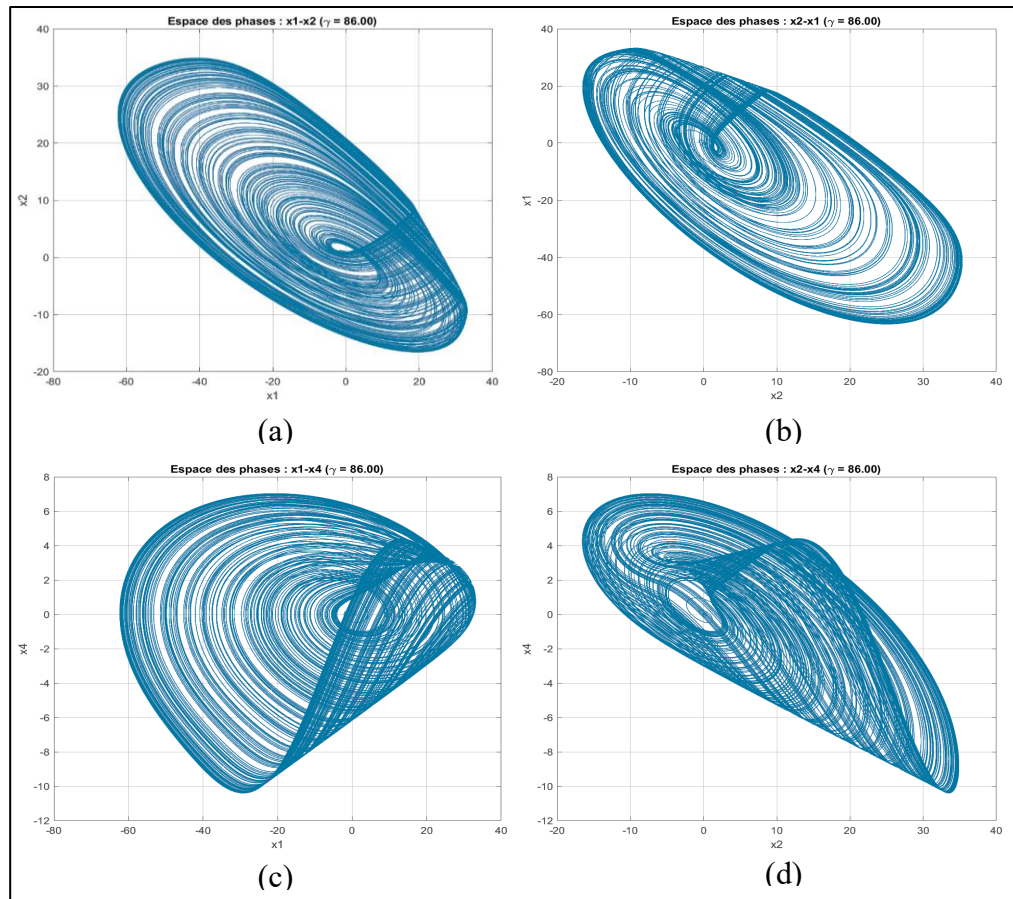 Espace des phases : x1-x2 (γ = 86.00)
40
30
20
10
0
-10
-20
x2
-80 -60 -40 -20 0 20 40
x1
(a)
Espace des phases : x2-x1 (γ = 86.00)
40
20
0
-20
-40
-60
-80
x1
-20 -10 0 10 20 30 40
x2
(b)
Espace des phases : x1-x4 (γ = 86.00)
8
6
4
2
0
-2
-4
-6
-8
-10
-12
x4
-80 -60 -40 -20 0 20 40
x1
(c)
Espace des phases : x2-x4 (γ = 86.00)
8
6
4
2
0
-2
-4
-6
-8
-10
-12
x4
-20 -10 0 10 20 30 40
x2
(d)